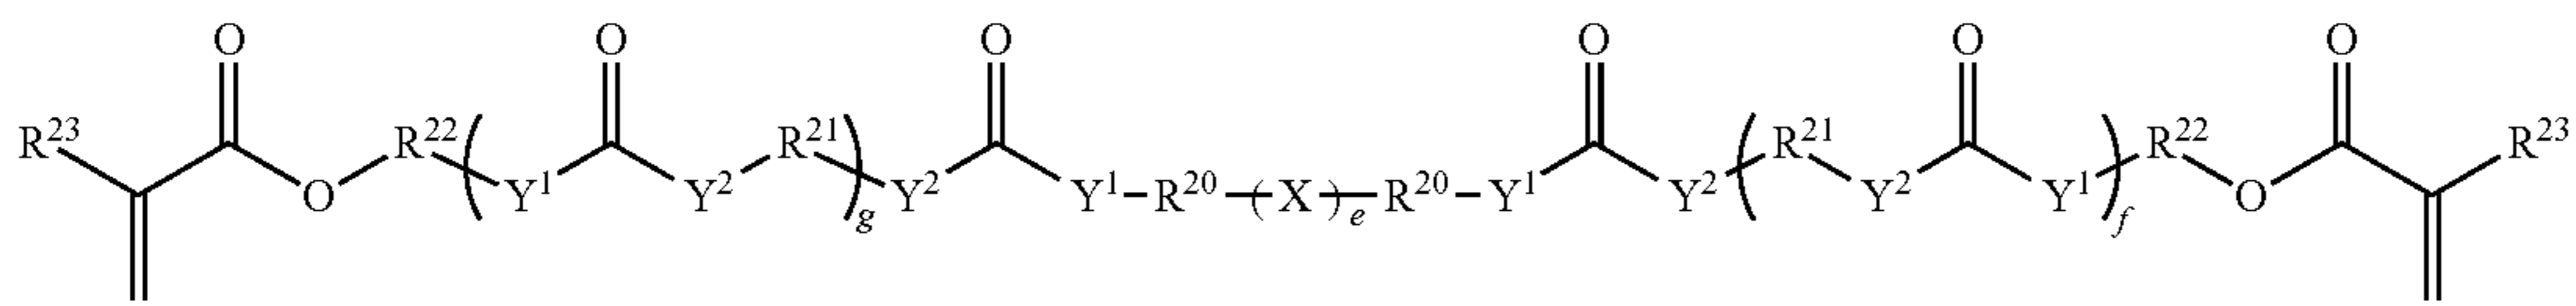 O O O O O O
R²³ O R²² ( Y¹ Y² R²¹ )g Y² Y¹—R²⁰—(X)e—R²⁰—Y¹ Y² ( R²¹ Y² Y¹ )f R²² O R²³